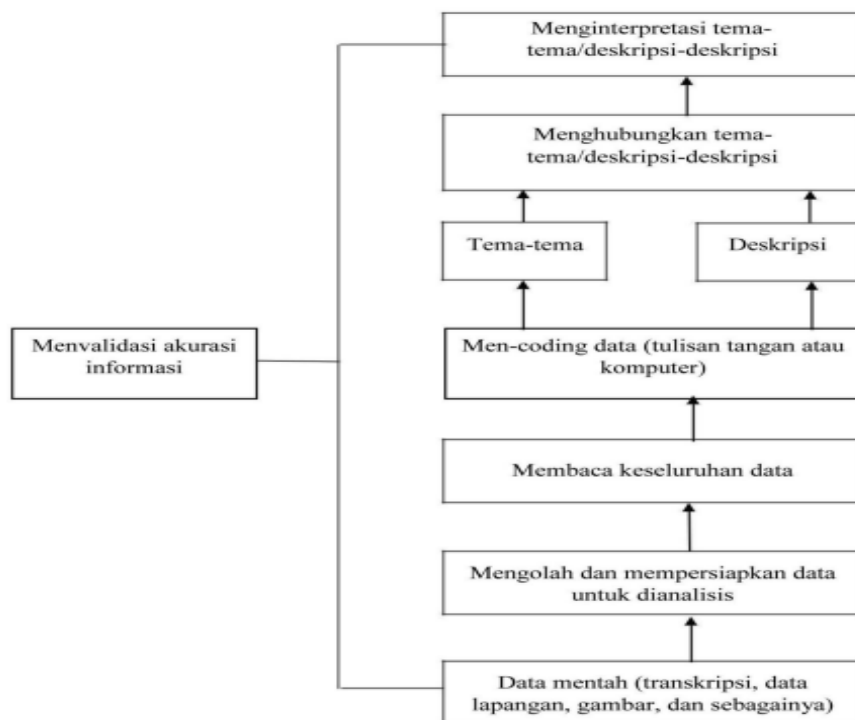 Menginterpretasi tema-
tema/deskripsi-deskripsi
Menghubungkan tema-
tema/deskripsi-deskripsi
Tema-tema
Deskripsi
Menvalidasi akurasi
informasi
Men-coding data (tulisan tangan atau
komputer)
Membaca keseluruhan data
Mengolah dan mempersiapkan data
untuk dianalisis
Data mentah (transkripsi, data
lapangan, gambar, dan sebagainya)